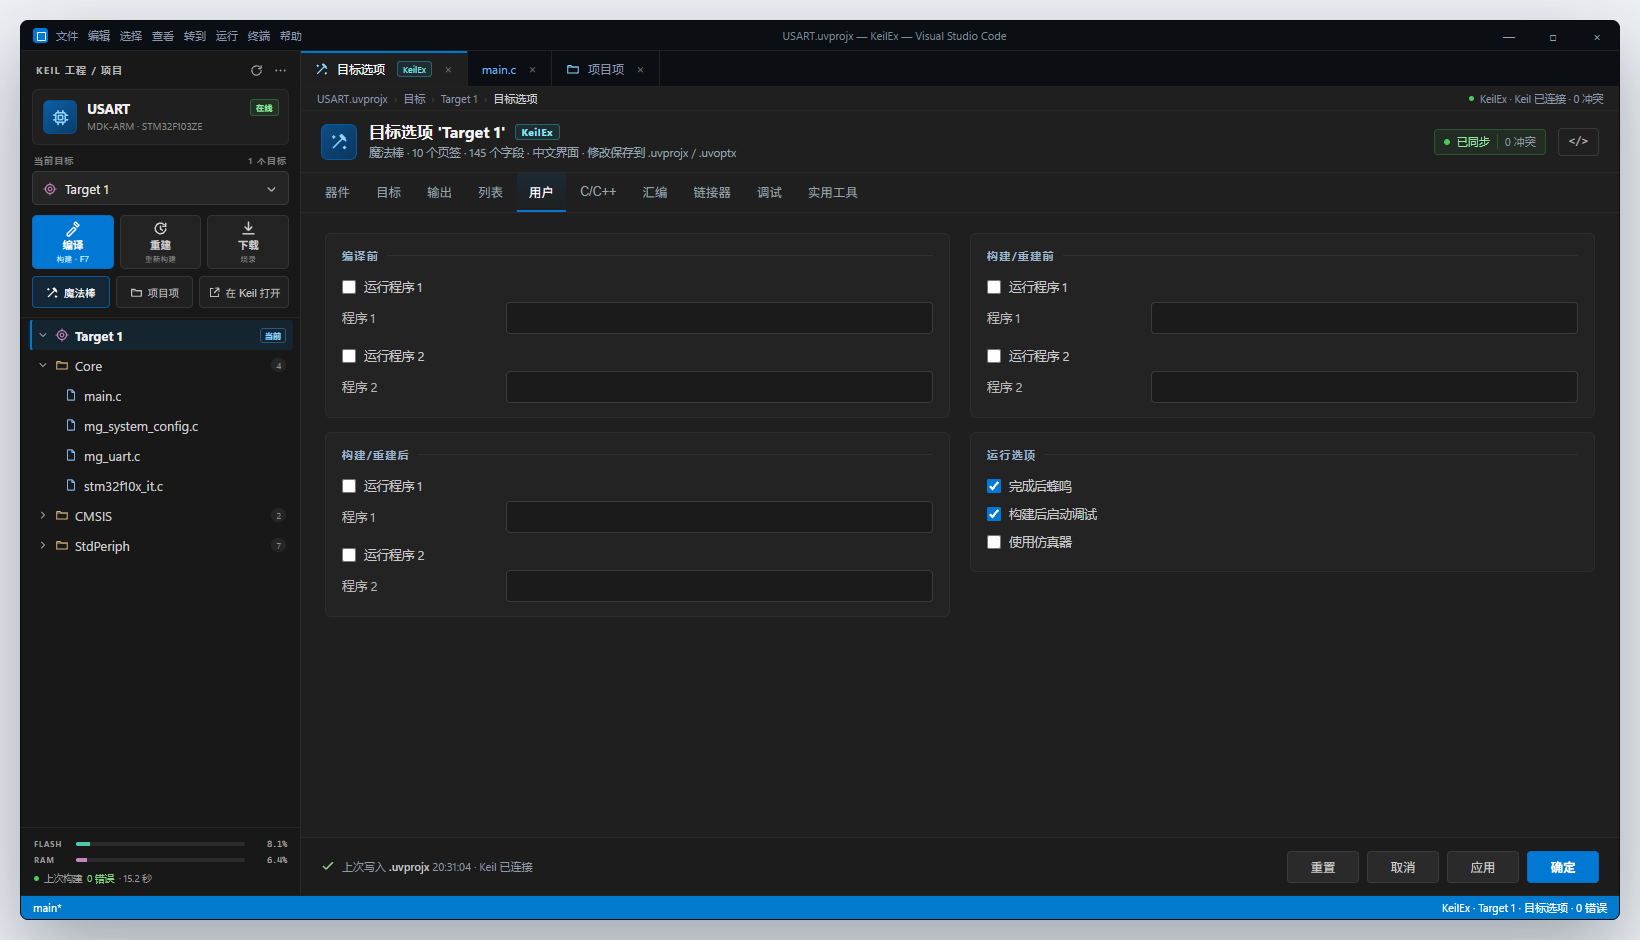 文件 编辑 选择 查看 转到 运行 终端 帮助
USART.uvprojx — KeilEx — Visual Studio Code
KEIL 工程 / 项目
USART
在线
MDK-ARM · STM32F103ZE
当前目标
1 个目标
Target 1
编译
构建 · F7
重建
重新构建
下载
烧录
魔法棒
项目项
在 Keil 打开
Target 1
当前
Core
4
main.c
mg_system_config.c
mg_uart.c
stm32f10x_it.c
CMSIS
2
StdPeriph
7
FLASH
8.1%
RAM
6.4%
上次构建 0 错误 · 15.2 秒
目标选项 KeilEx ×
main.c ×
项目项 ×
USART.uvprojx › 目标 › Target 1 › 目标选项
KeilEx · Keil 已连接 · 0 冲突
目标选项 'Target 1' KeilEx
魔法棒 · 10 个页签 · 145 个字段 · 中文界面 · 修改保存到 .uvprojx / .uvoptx
已同步 0 冲突
</>
器件 目标 输出 列表 用户 C/C++ 汇编 链接器 调试 实用工具
编译前
运行程序 1
程序 1
运行程序 2
程序 2
构建/重建前
运行程序 1
程序 1
运行程序 2
程序 2
构建/重建后
运行程序 1
程序 1
运行程序 2
程序 2
运行选项
完成后蜂鸣
构建后启动调试
使用仿真器
上次写入 .uvprojx 20:31:04 · Keil 已连接
重置 取消 应用 确定
main*
KeilEx · Target 1 · 目标选项 · 0 错误